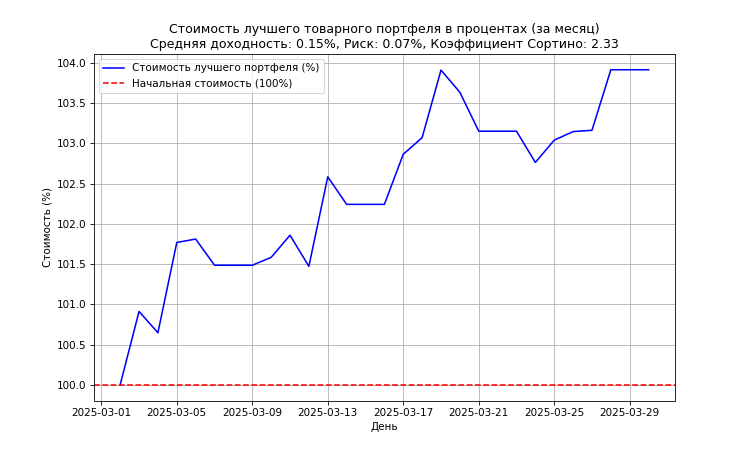 Стоимость лучшего товарного портфеля в процентах (за месяц)
Средняя доходность: 0.15%, Риск: 0.07%, Коэффициент Сортино: 2.33
Стоимость лучшего портфеля (%)
Начальная стоимость (100%)
Стоимость (%)
104.0
103.5
103.0
102.5
102.0
101.5
101.0
100.5
100.0
2025-03-01 2025-03-05 2025-03-09 2025-03-13 2025-03-17 2025-03-21 2025-03-25 2025-03-29
День